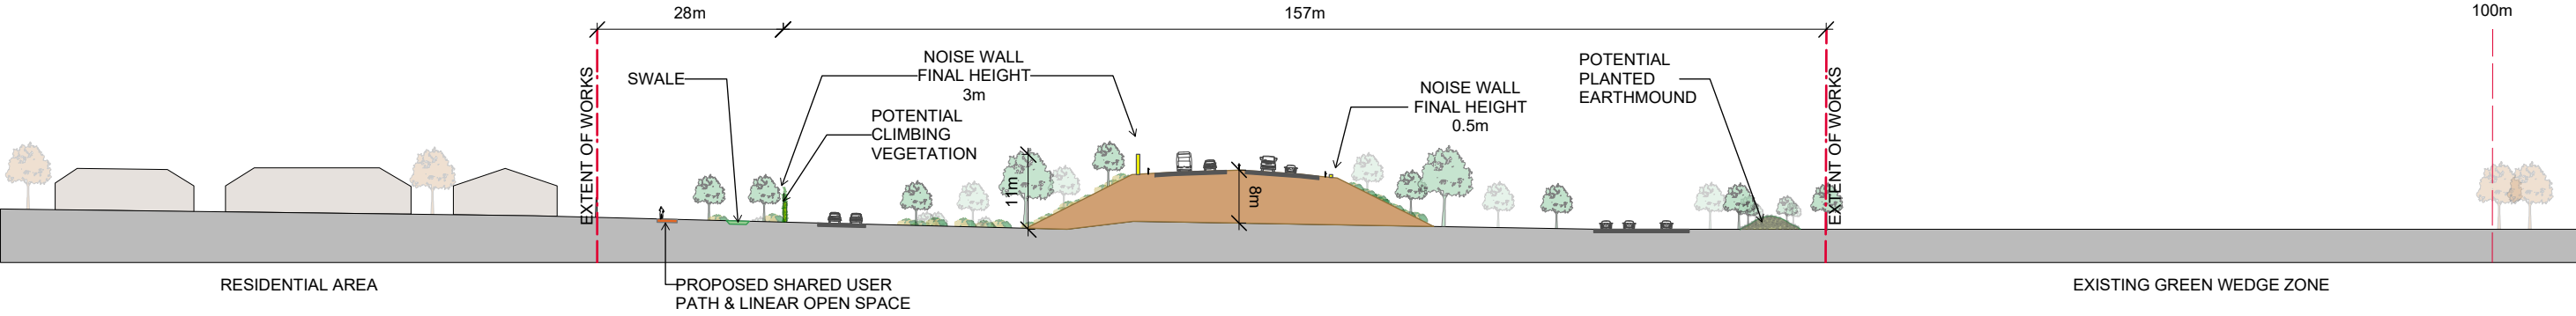 28m
157m
100m
EXTENT OF WORKS
SWALE
NOISE WALL
FINAL HEIGHT
3m
POTENTIAL
CLIMBING
VEGETATION
11m
8m
NOISE WALL
FINAL HEIGHT
0.5m
POTENTIAL
PLANTED
EARTHMOUND
EXTENT OF WORKS
RESIDENTIAL AREA
PROPOSED SHARED USER
PATH & LINEAR OPEN SPACE
EXISTING GREEN WEDGE ZONE